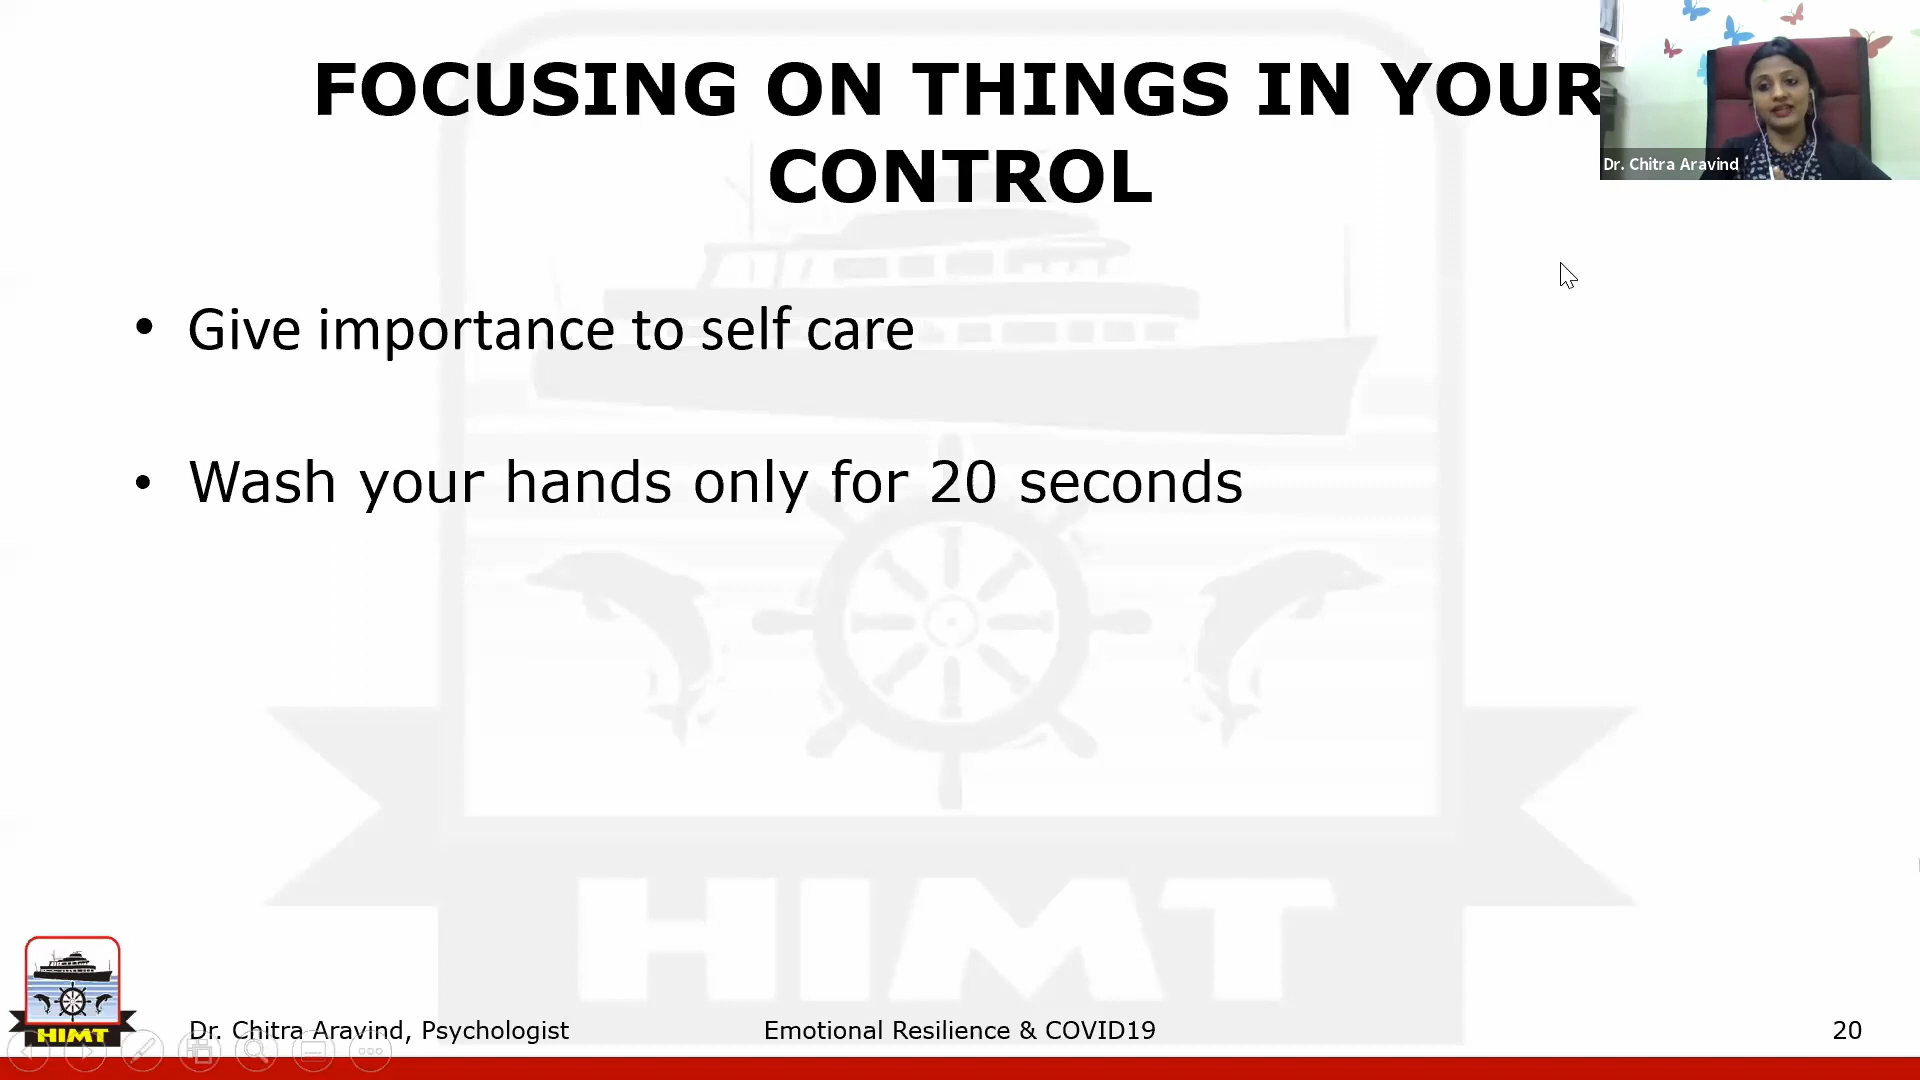 FOCUSING ON THINGS IN YOUR
CONTROL
Dr. Chitra Aravind
• Give importance to self care
• Wash your hands only for 20 seconds
HIMT
HIMT
Dr. Chitra Aravind, Psychologist
Emotional Resilience & COVID19
20